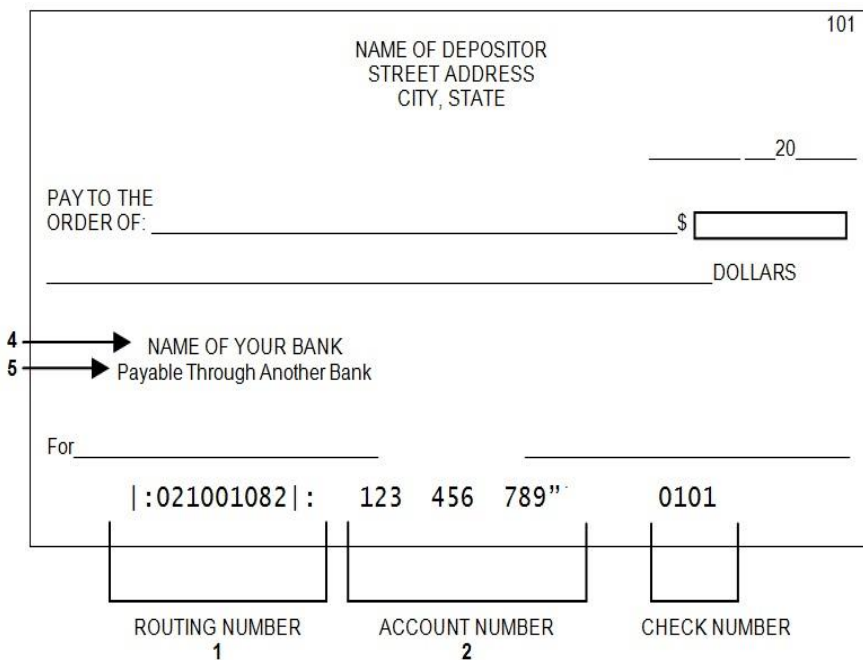 101
NAME OF DEPOSITOR
STREET ADDRESS
CITY, STATE
20
PAY TO THE
ORDER OF: $
DOLLARS
4 NAME OF YOUR BANK
5 Payable Through Another Bank
For
|:021001082|: 123 456 789” 0101
ROUTING NUMBER ACCOUNT NUMBER CHECK NUMBER
1 2